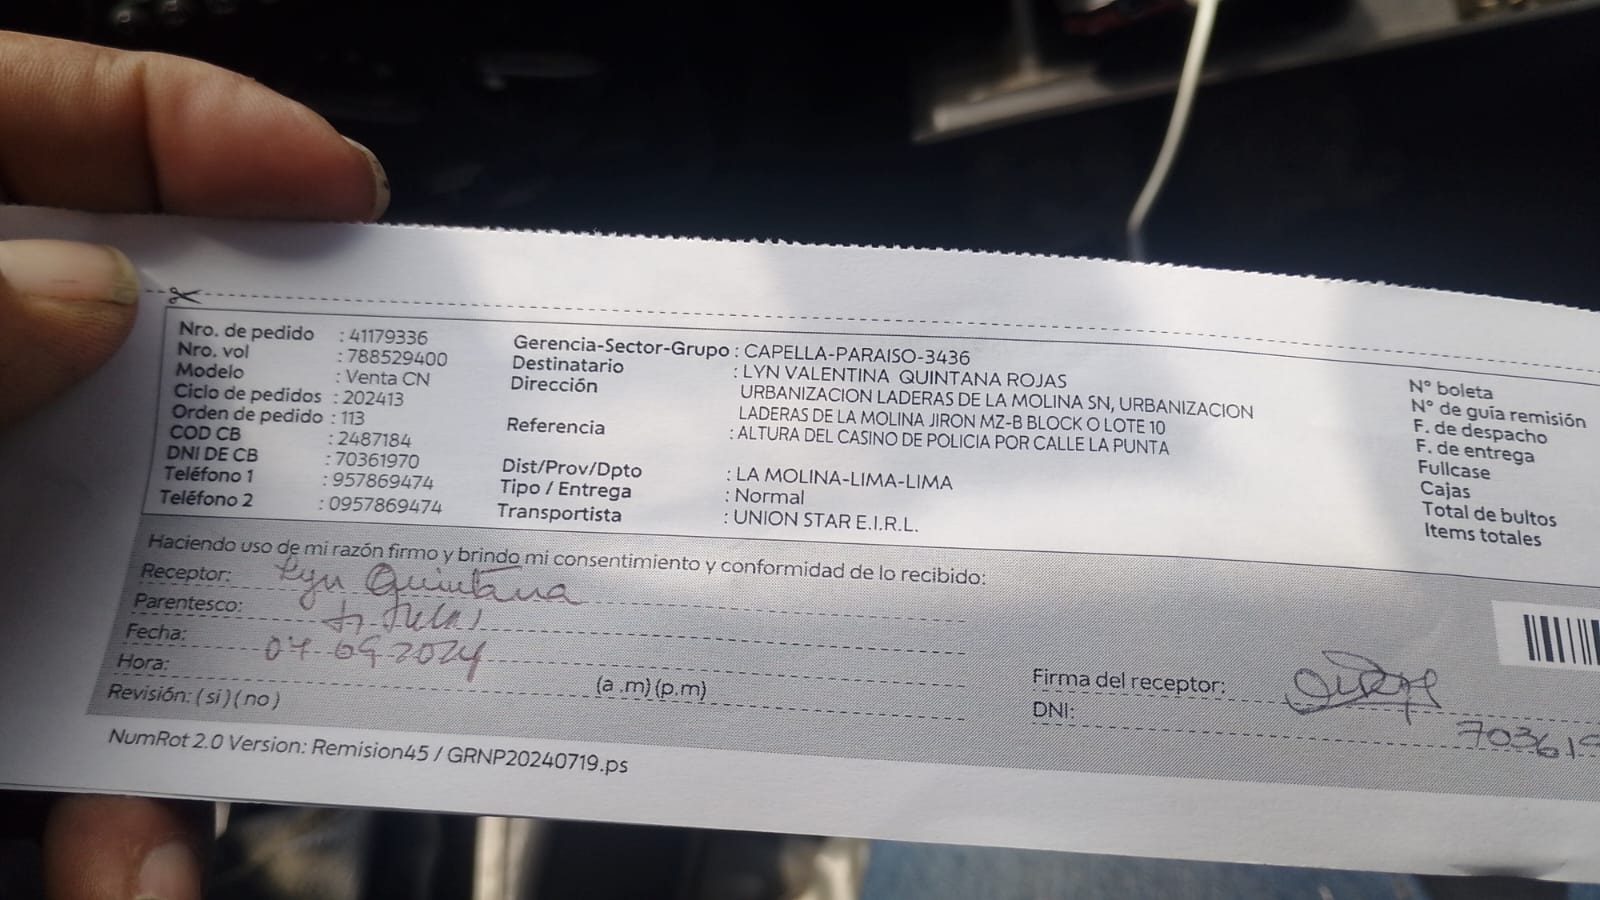 Nro. de pedido : 41179336
Nro. vol : 788529400
Modelo : Venta CN
Ciclo de pedidos : 202413
Orden de pedido : 113
COD CB : 2487184
DNI DE CB : 70361970
Teléfono 1 : 957869474
Teléfono 2 : 0957869474
Gerencia-Sector-Grupo : CAPELLA-PARAISO-3436
Destinatario : LYN VALENTINA QUINTANA ROJAS
Dirección URBANIZACION LADERAS DE LA MOLINA SN, URBANIZACION
LADERAS DE LA MOLINA JIRON MZ-B BLOCK O LOTE 10
Referencia : ALTURA DEL CASINO DE POLICIA POR CALLE LA PUNTA
Dist/Prov/Dpto : LA MOLINA-LIMA-LIMA
Tipo / Entrega : Normal
Transportista : UNION STAR E.I.R.L.
N° boleta
N° de guía remisión
F. de despacho
F. de entrega
Fullcase
Cajas
Total de bultos
Items totales
Haciendo uso de mi razón firmo y brindo mi consentimiento y conformidad de lo recibido:
Receptor: Lyn Quintana
Parentesco:
Fecha: 04-09-2024
Hora: (a .m) (p.m)
Revisión: ( si ) ( no )
Firma del receptor:
DNI: 70361
NumRot 2.0 Version: Remision45 / GRNP20240719.ps